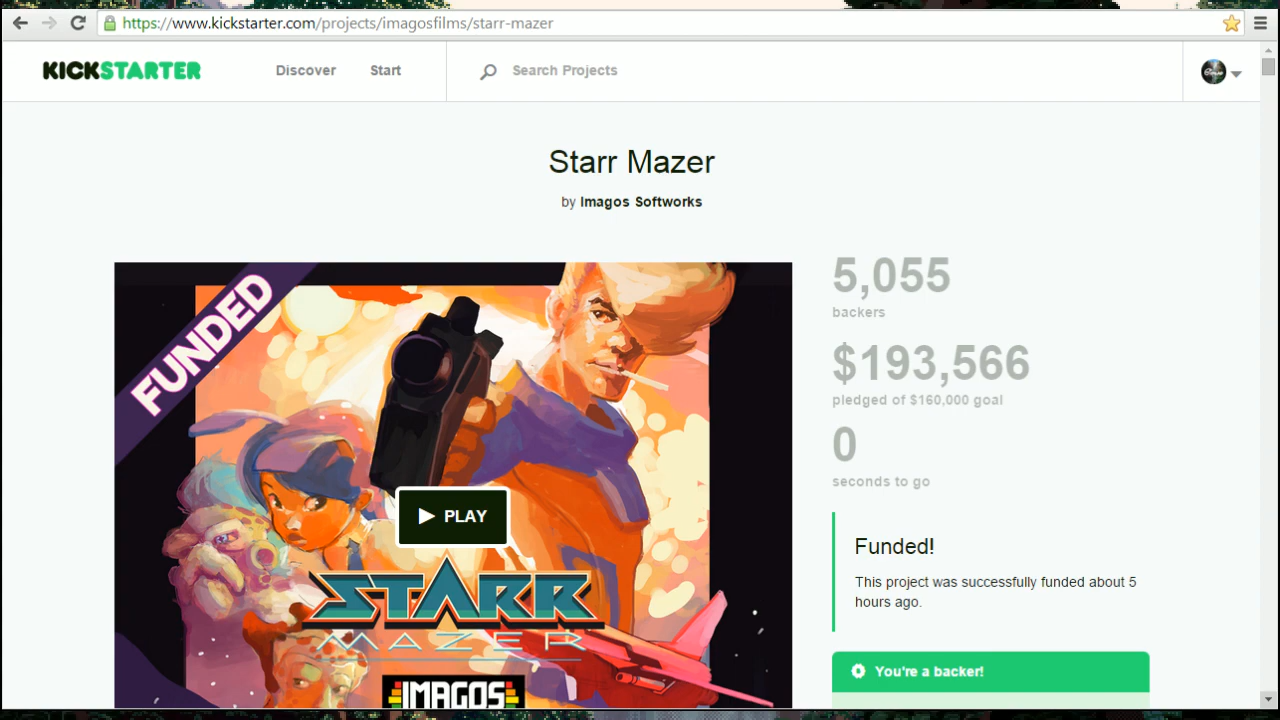 https://www.kickstarter.com/projects/imagosfilms/starr-mazer
KICKSTARTER
Discover
Start
Search Projects
Starr Mazer
by Imagos Softworks
FUNDED
PLAY
STARR
MAZER
IMAGOS
5,055
backers
$193,566
pledged of $160,000 goal
0
seconds to go
Funded!
This project was successfully funded about 5
hours ago.
You're a backer!